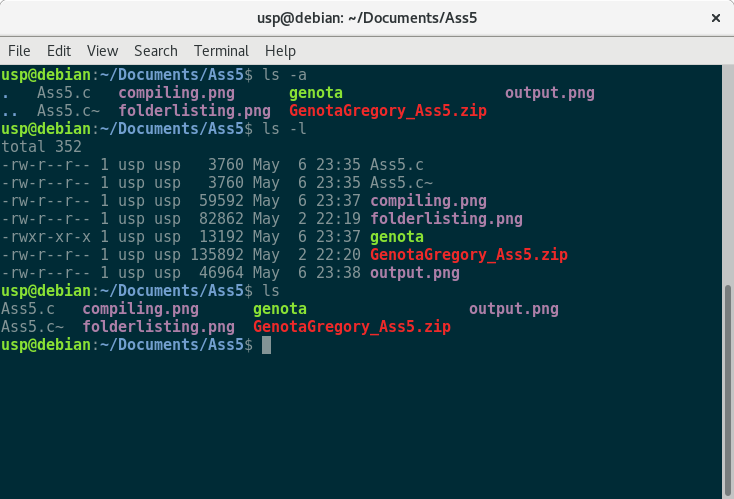 usp@debian: ~/Documents/Ass5 ×
File Edit View Search Terminal Help
usp@debian:~/Documents/Ass5$ ls -a
.   Ass5.c   compiling.png      genota                  output.png
..  Ass5.c~  folderlisting.png  GenotaGregory_Ass5.zip
usp@debian:~/Documents/Ass5$ ls -l
total 352
-rw-r--r-- 1 usp usp   3760 May  6 23:35 Ass5.c
-rw-r--r-- 1 usp usp   3760 May  6 23:35 Ass5.c~
-rw-r--r-- 1 usp usp  59592 May  6 23:37 compiling.png
-rw-r--r-- 1 usp usp  82862 May  2 22:19 folderlisting.png
-rwxr-xr-x 1 usp usp  13192 May  6 23:37 genota
-rw-r--r-- 1 usp usp 135892 May  2 22:20 GenotaGregory_Ass5.zip
-rw-r--r-- 1 usp usp  46964 May  6 23:38 output.png
usp@debian:~/Documents/Ass5$ ls
Ass5.c   compiling.png      genota                  output.png
Ass5.c~  folderlisting.png  GenotaGregory_Ass5.zip
usp@debian:~/Documents/Ass5$